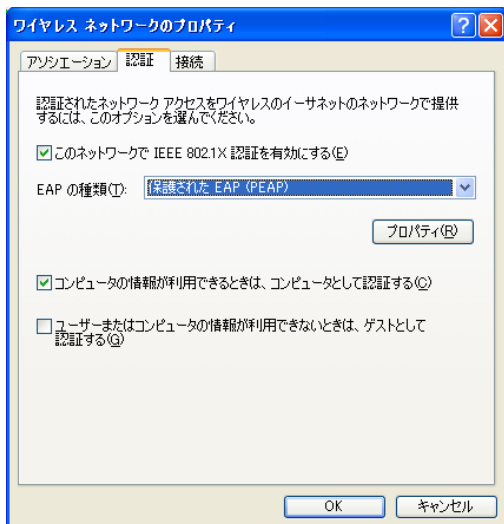 ワイヤレス ネットワークのプロパティ
アソシエーション 認証 接続
認証されたネットワーク アクセスをワイヤレスのイーサネットのネットワークで提供
するには、このオプションを選んでください。
このネットワークで IEEE 802.1X 認証を有効にする(E)
EAP の種類(T): 保護された EAP (PEAP)
プロパティ(R)
コンピュータの情報が利用できるときは、コンピュータとして認証する(C)
ユーザーまたはコンピュータの情報が利用できないときは、ゲストとして
認証する(G)
OK キャンセル